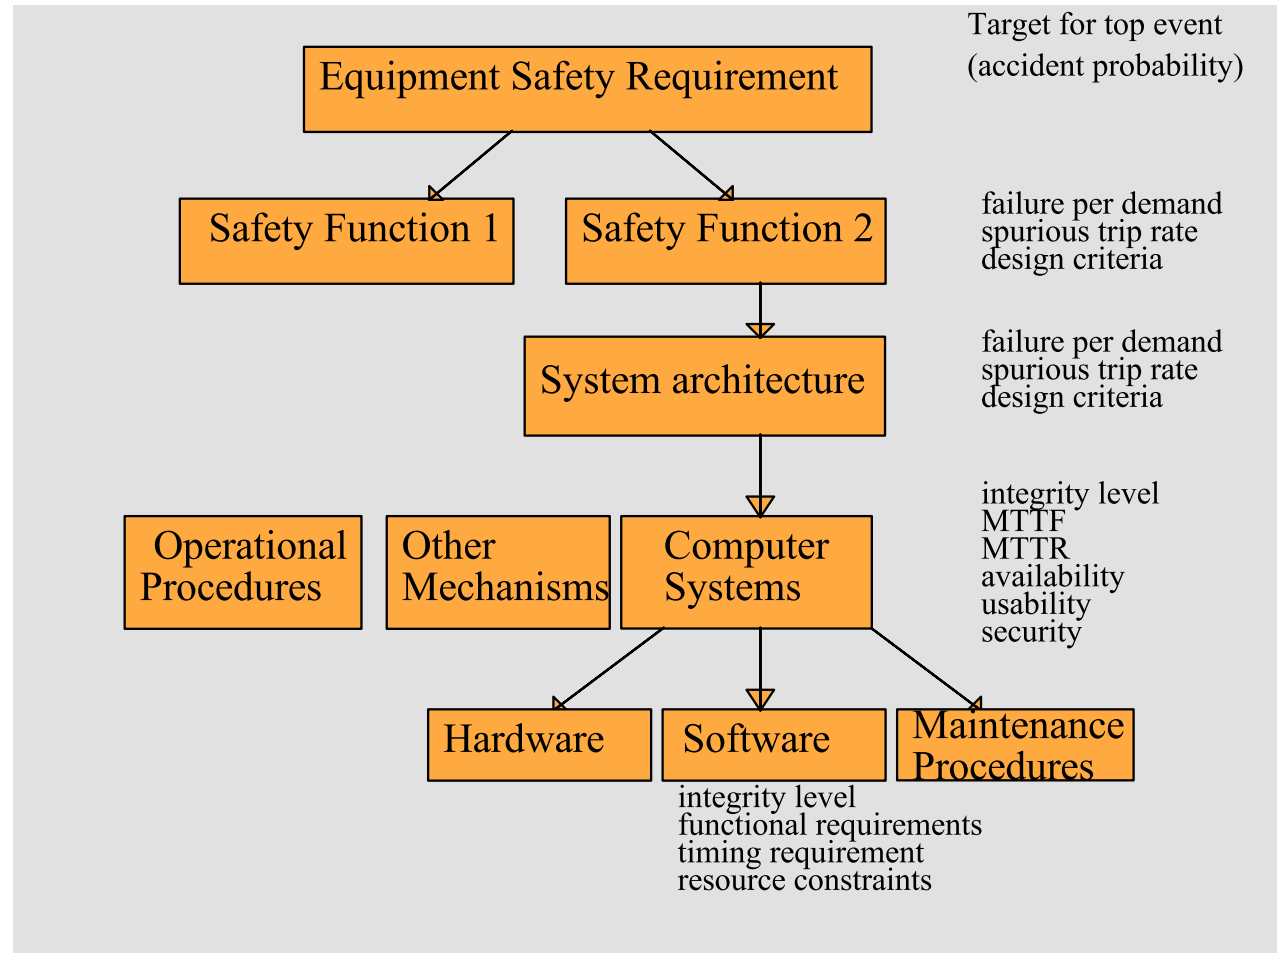 Target for top event
(accident probability)
Equipment Safety Requirement
Safety Function 1
Safety Function 2
failure per demand
spurious trip rate
design criteria
System architecture
failure per demand
spurious trip rate
design criteria
Operational
Procedures
Other
Mechanisms
Computer
Systems
integrity level
MTTF
MTTR
availability
usability
security
Hardware
Software
Maintenance
Procedures
integrity level
functional requirements
timing requirement
resource constraints